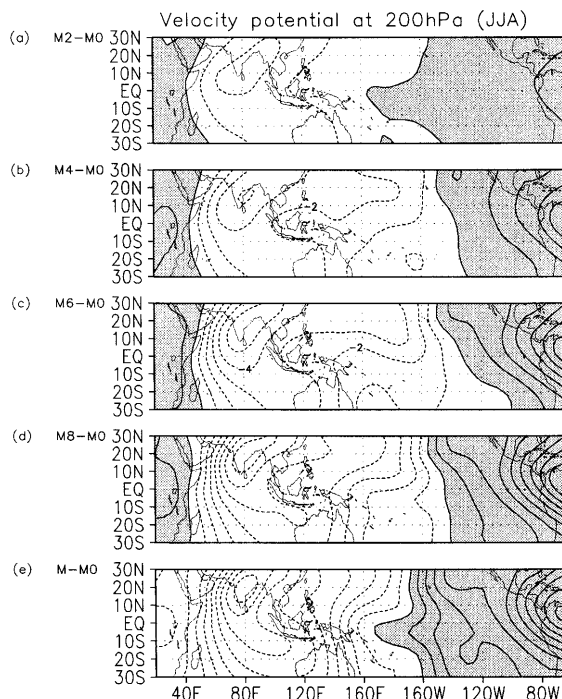 Velocity potential at 200hPa (JJA)
(a) M2-M0
30N
20N
10N
EQ
10S
20S
30S
(b) M4-M0
30N
20N
10N
EQ
10S
20S
30S
-2
(c) M6-M0
30N
20N
10N
EQ
10S
20S
30S
-4
-2
(d) M8-M0
30N
20N
10N
EQ
10S
20S
30S
(e) M-M0
30N
20N
10N
EQ
10S
20S
30S
40E 80E 120E 160E 160W 120W 80W